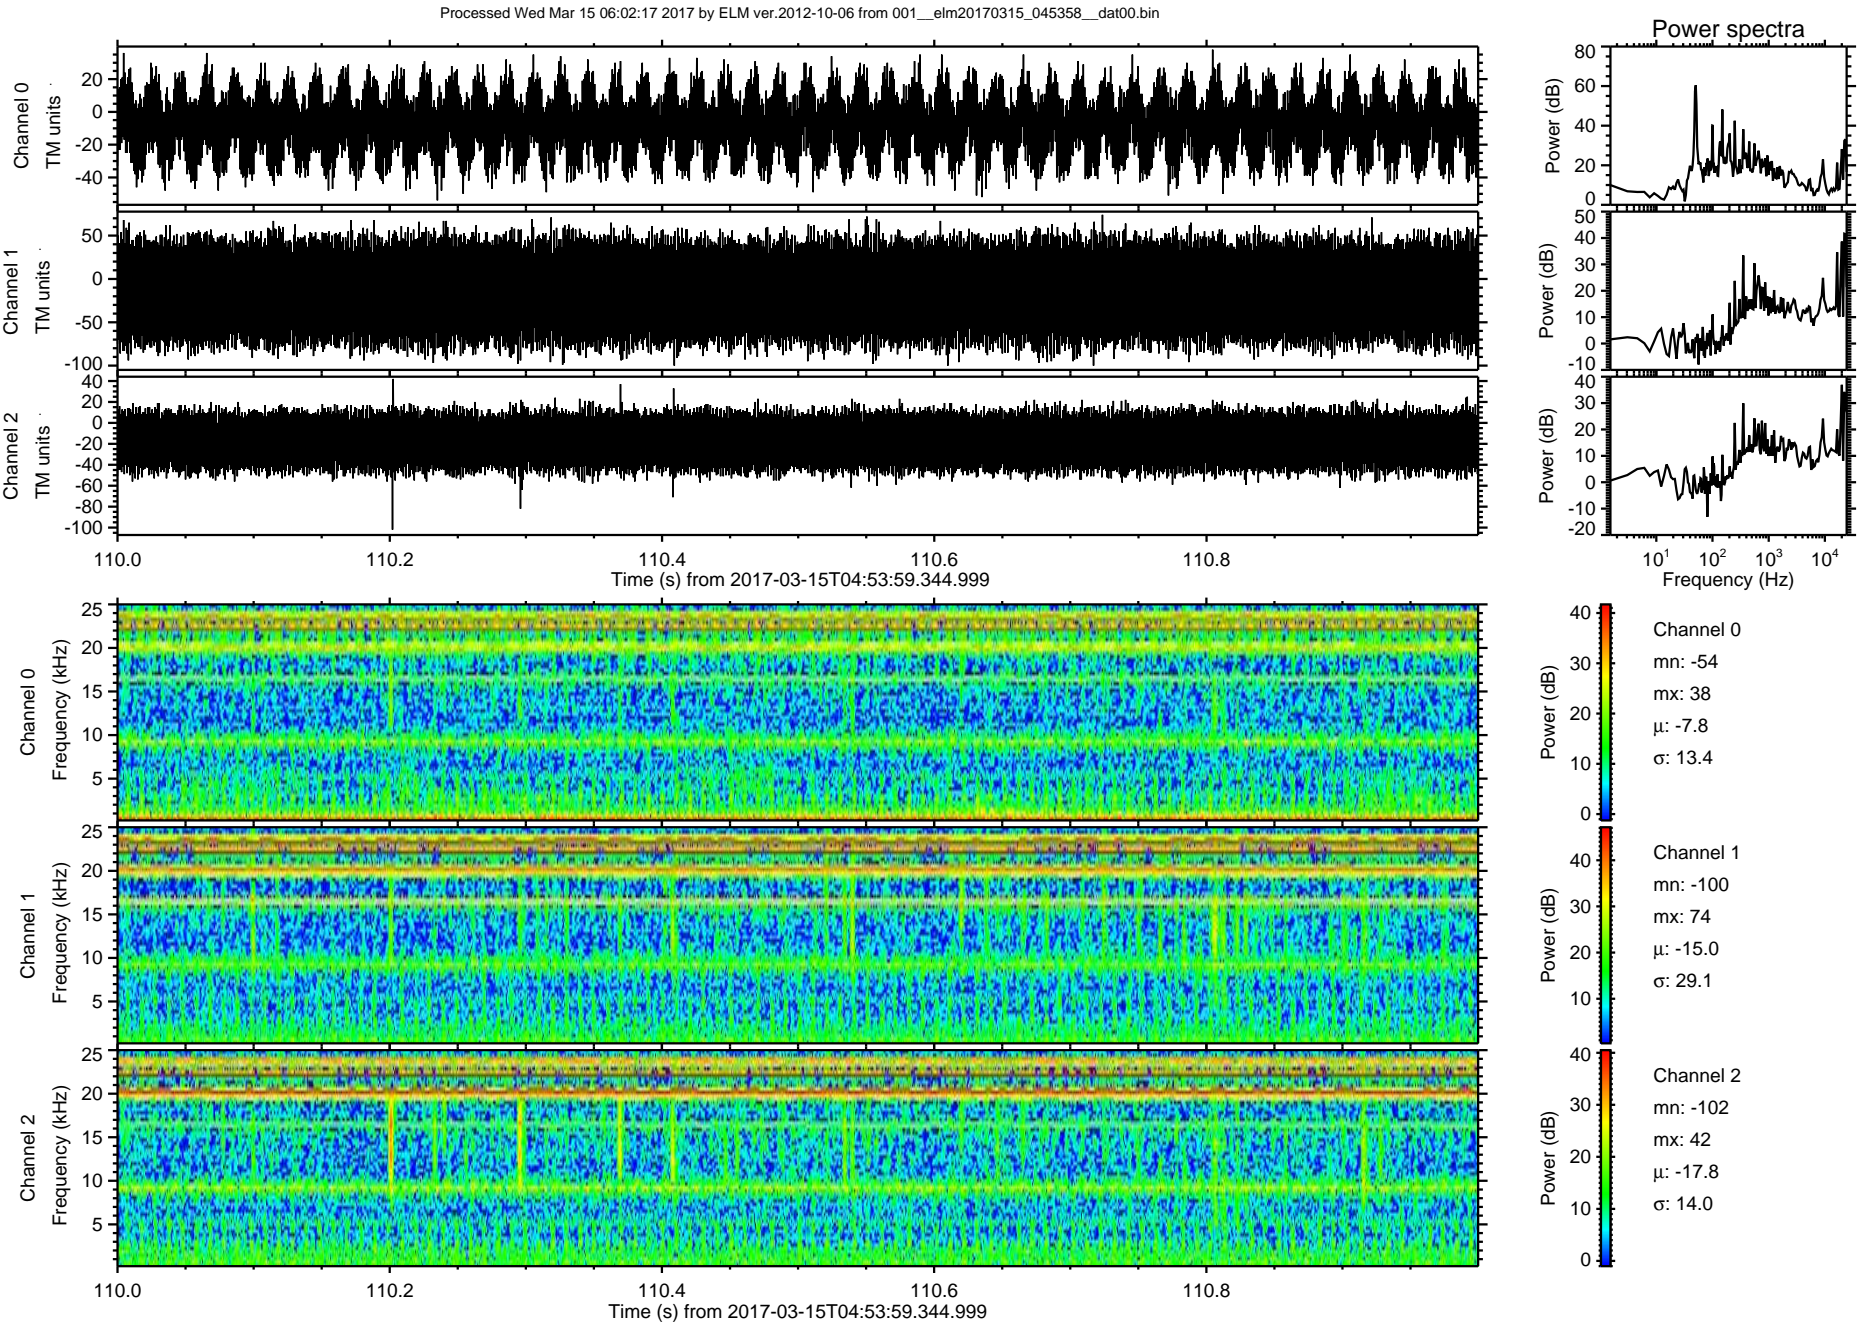 Processed Wed Mar 15 06:02:17 2017 by ELM ver.2012-10-06 from 001__elm20170315_045358__dat00.bin
Power spectra
Channel 0
TM units
20
0
-20
-40
Power (dB)
80
60
40
20
0
Channel 1
TM units
50
0
-50
-100
Power (dB)
50
40
30
20
10
0
-10
Channel 2
TM units
40
20
0
-20
-40
-60
-80
-100
Power (dB)
40
30
20
10
0
-10
-20
110.0 110.2 110.4 110.6 110.8
Time (s) from 2017-03-15T04:53:59.344.999
10¹ 10² 10³ 10⁴
Frequency (Hz)
Channel 0
Frequency (kHz)
25
20
15
10
5
Power (dB)
40
30
20
10
0
Channel 0
mn: -54
mx: 38
μ: -7.8
σ: 13.4
Channel 1
Frequency (kHz)
25
20
15
10
5
Power (dB)
40
30
20
10
Channel 1
mn: -100
mx: 74
μ: -15.0
σ: 29.1
Channel 2
Frequency (kHz)
25
20
15
10
5
Power (dB)
40
30
20
10
0
Channel 2
mn: -102
mx: 42
μ: -17.8
σ: 14.0
110.0 110.2 110.4 110.6 110.8
Time (s) from 2017-03-15T04:53:59.344.999